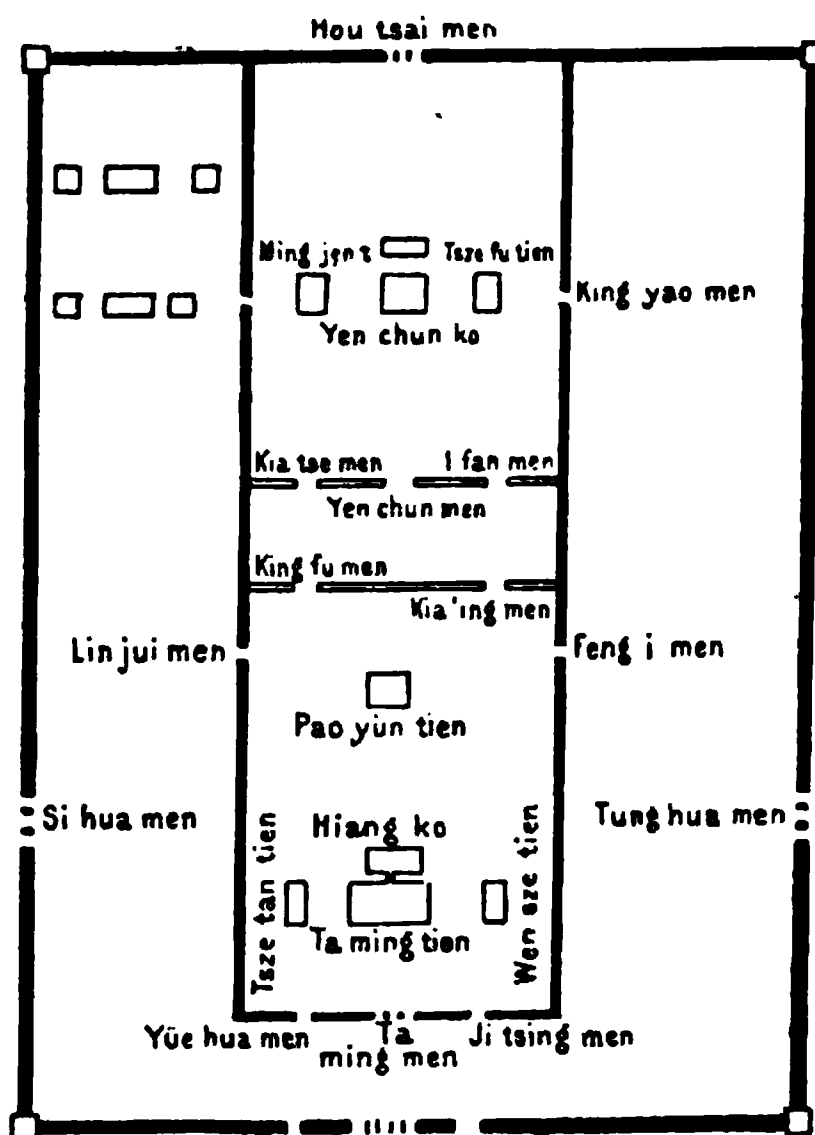 Hou tsai men
Ming jen t
Tsze fu tien
King yao men
Yen chun ko
Kia tse men
I fan men
Yen chun men
King fu men
Kia'ing men
Lin jui men
Feng i men
Pao yün tien
Si hua men
Tung hua men
Hiang ko
Tsze tan tien
Wen sze tien
Ta ming tien
Yüe hua men
Ta
ming men
Ji tsing men